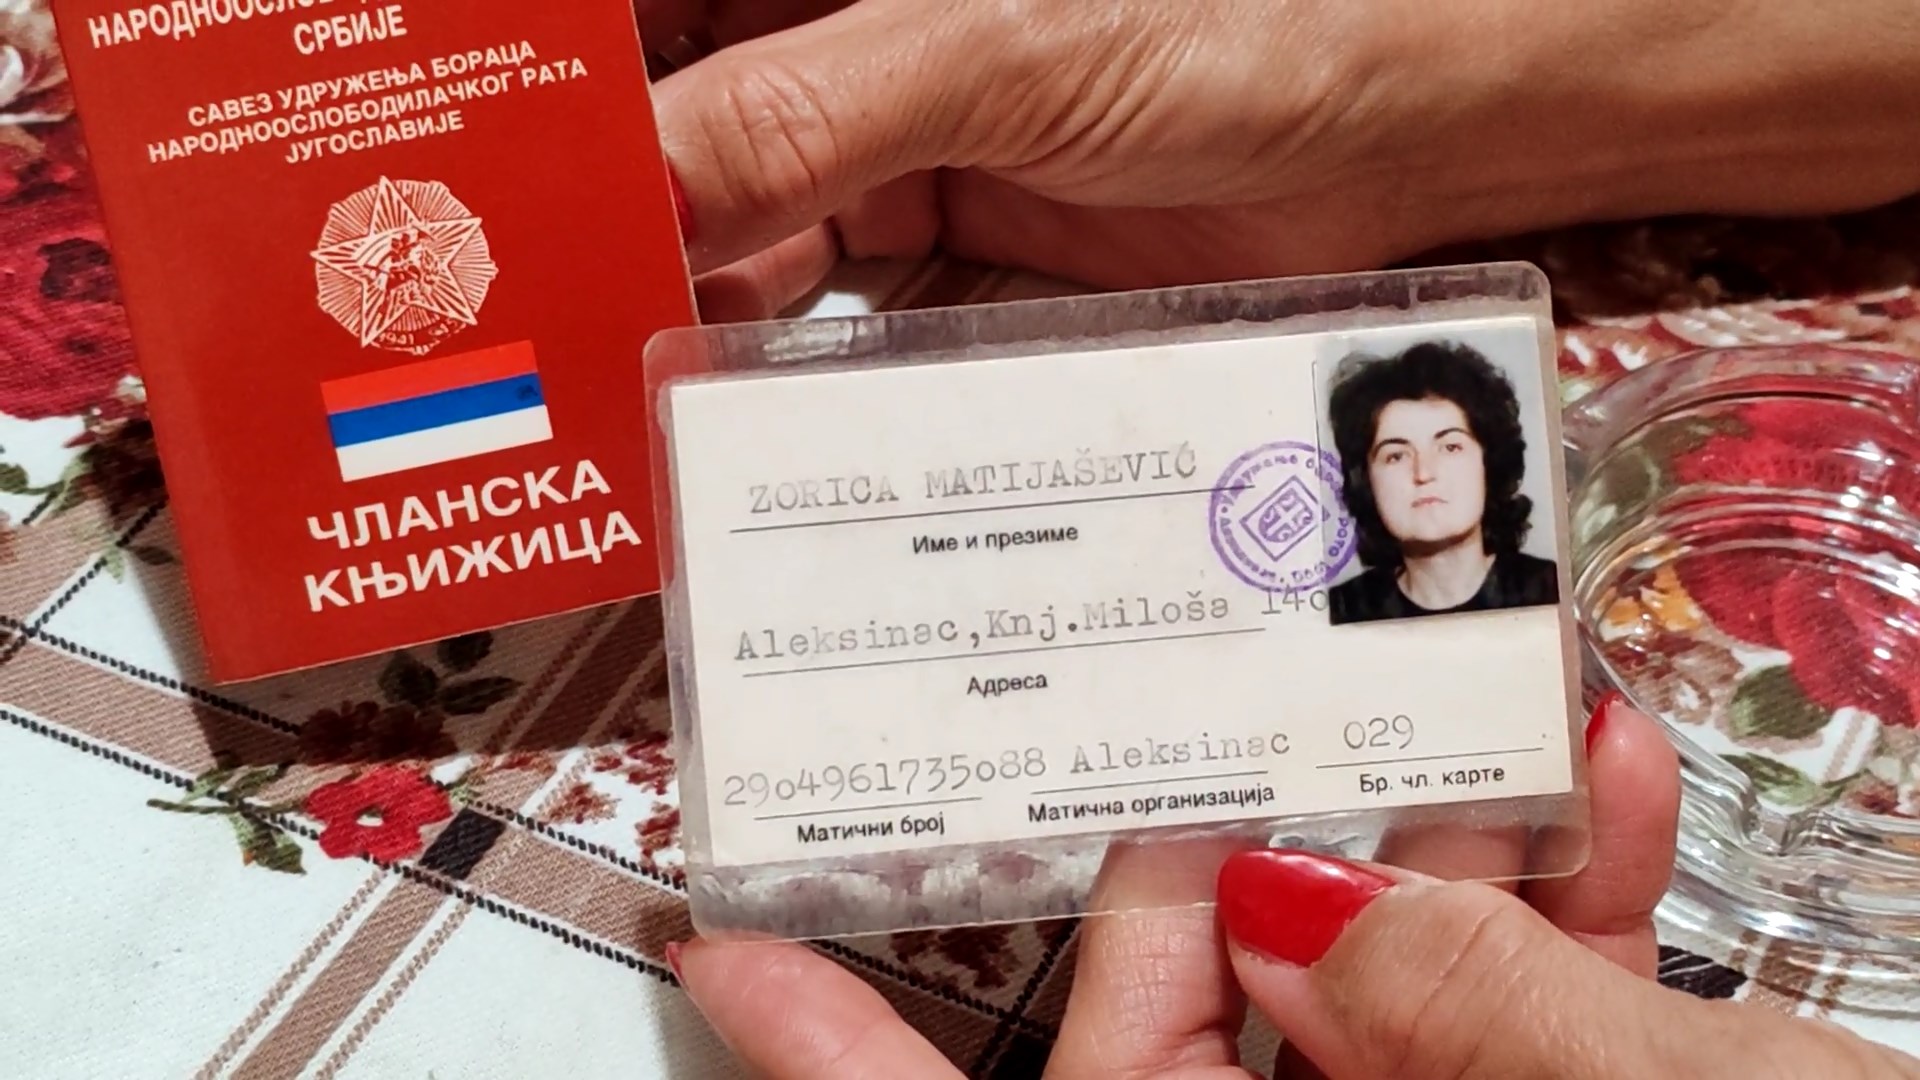 СРБИЈЕ
САВЕЗ УДРУЖЕЊА БОРАЦА
НАРОДНООСЛОБОДИЛАЧКОГ РАТА
ЈУГОСЛАВИЈЕ
1941
ЧЛАНСКА
КЊИЖИЦА
ZORICA MATIJAŠEVIĆ
Име и презиме
Aleksinac,Knj.Miloša 14o
Адреса
29o4961735o88 Aleksinac 029
Матични број Матична организација Бр. чл. карте